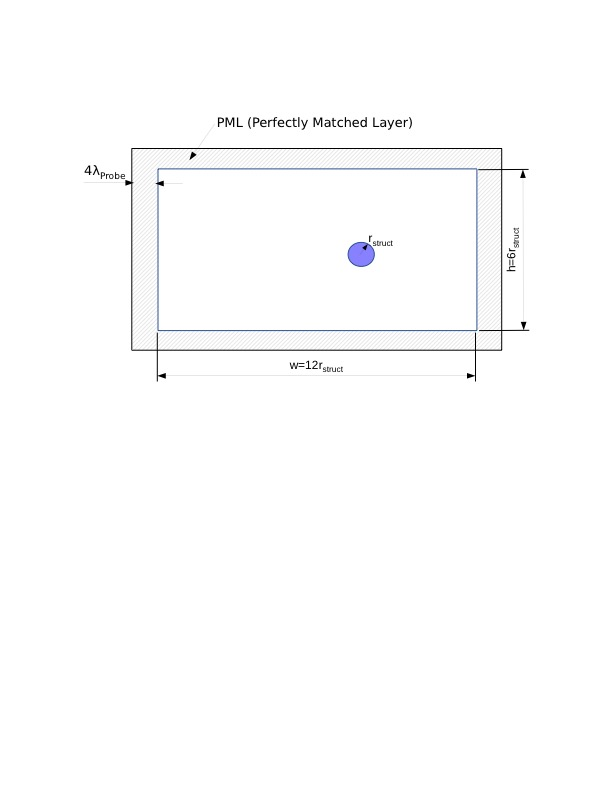 PML (Perfectly Matched Layer)
4λProbe
rstruct
h=6rstruct
w=12rstruct